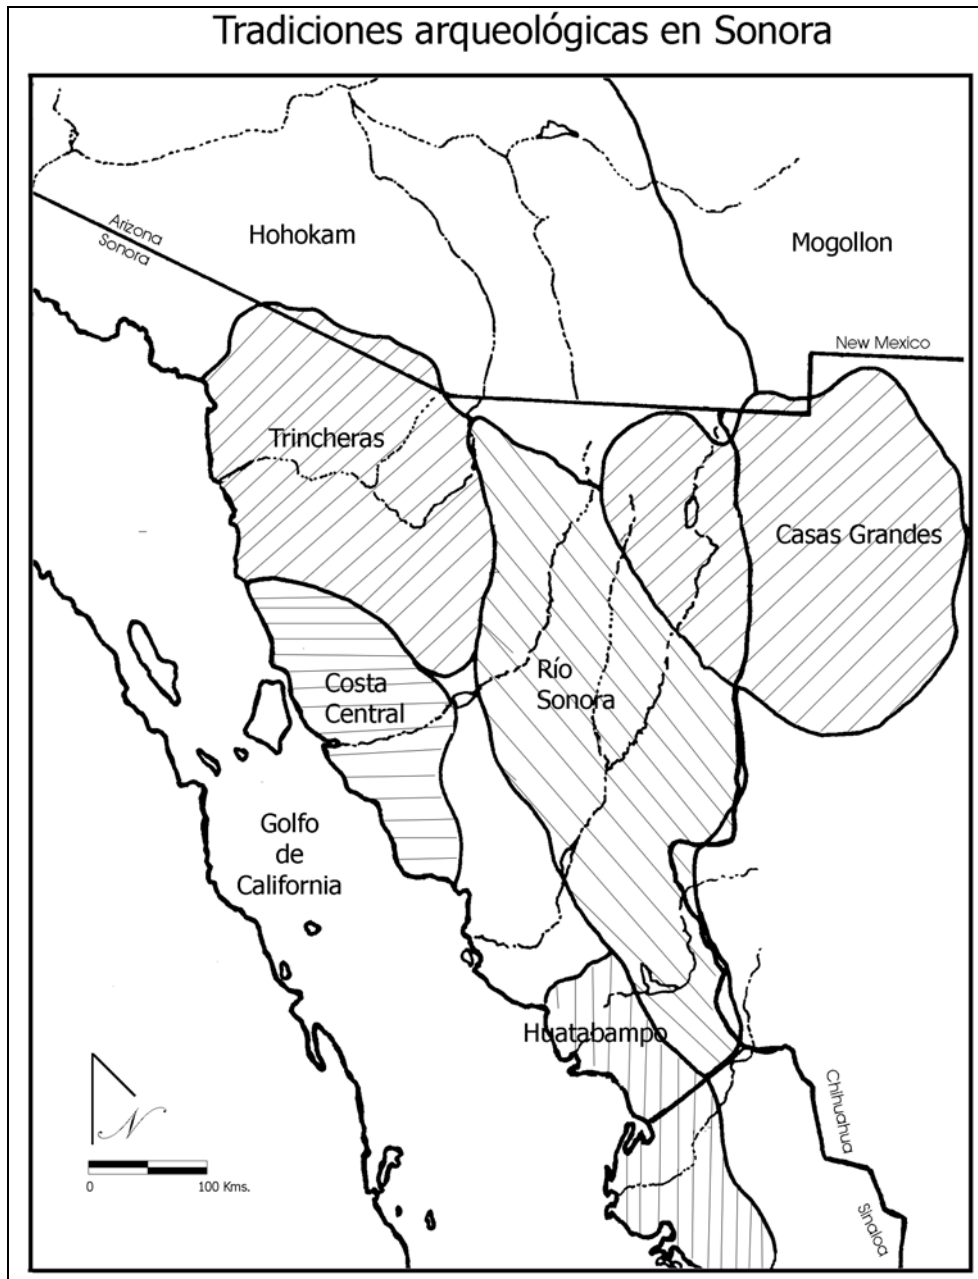 Tradiciones arqueológicas en Sonora
Arizona
Sonora
Hohokam
Mogollon
New Mexico
Trincheras
Casas Grandes
Costa
Central
Río
Sonora
Golfo
de
California
Huatabampo
Chihuahua
Sinaloa
N
0 100 Kms.